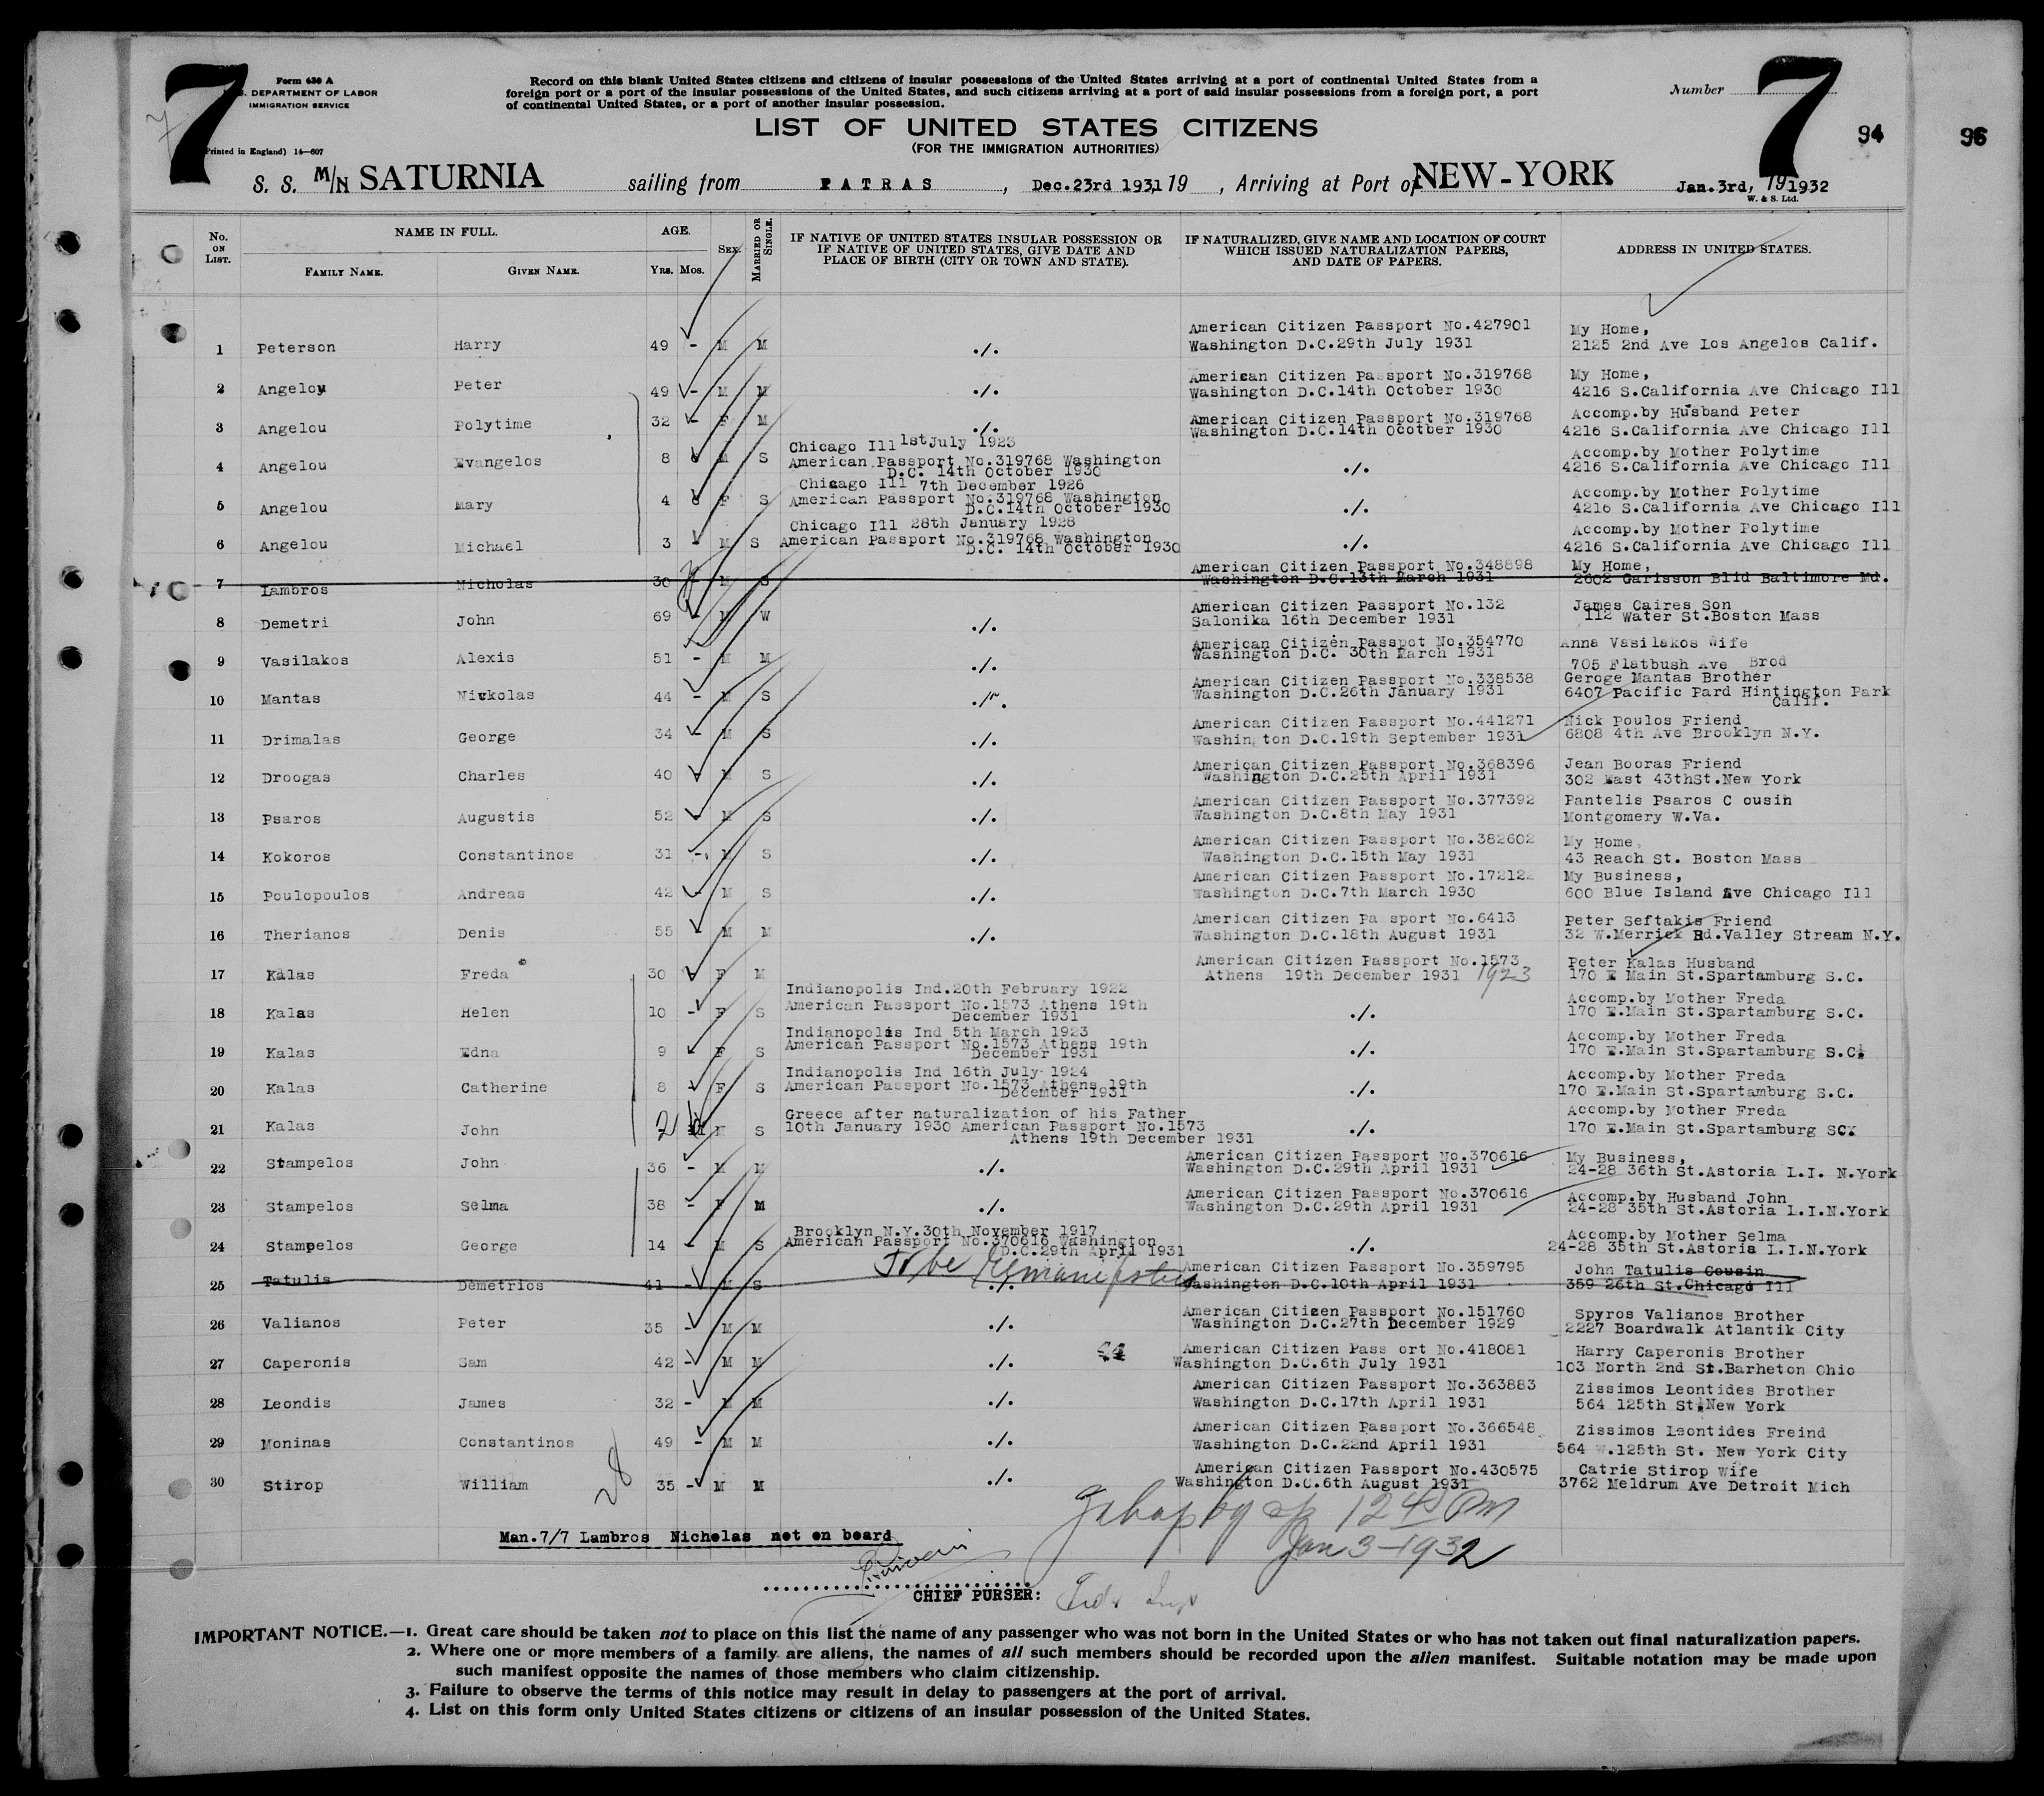 7
7
Form 630 A
DEPARTMENT OF LABOR
IMMIGRATION SERVICE
(Printed in England) 14—607
Record on this blank United States citizens and citizens of insular possessions of the United States arriving at a port of continental United States from a
foreign port or a port of the insular possessions of the United States, and such citizens arriving at a port of said insular possessions from a foreign port, a port
of continental United States, or a port of another insular possession.
Number
94
96
LIST OF UNITED STATES CITIZENS
(FOR THE IMMIGRATION AUTHORITIES)
S. S. M/N SATURNIA sailing from PATRAS, Dec.23rd 1931 19 , Arriving at Port of NEW-YORK Jan.3rd, 19 1932
W. & S. Ltd.
No. ON LIST. NAME IN FULL. FAMILY NAME. GIVEN NAME. AGE. YRS. MOS. SEX. MARRIED OR SINGLE.
IF NATIVE OF UNITED STATES INSULAR POSSESSION OR
IF NATIVE OF UNITED STATES, GIVE DATE AND
PLACE OF BIRTH (CITY OR TOWN AND STATE).
IF NATURALIZED, GIVE NAME AND LOCATION OF COURT
WHICH ISSUED NATURALIZATION PAPERS,
AND DATE OF PAPERS.
ADDRESS IN UNITED STATES.
American Citizen Passport No.427901 My Home,
1 Peterson Harry 49 - M M ./. Washington D.C.29th July 1931 2125 2nd Ave Los Angelos Calif.
American Citizen Passport No.319768 My Home,
2 Angelou Peter 49 - M M ./. Washington D.C.14th October 1930 4216 S.California Ave Chicago Ill
American Citizen Passport No.319768 Accomp.by Husband Peter
3 Angelou Polytime 32 - F M ./. Washington D.C.14th Ocotber 1930 4216 S.California Ave Chicago Ill
Chicago Ill 1st July 1923 Accomp.by Mother Polytime
4 Angelou Evangelos 8 M S American Passport No.319768 Washington ./. 4216 S.California Ave Chicago Ill
D.C. 14th October 1930
Chicago Ill 7th December 1926 Accomp.by Mother Polytime
5 Angelou Mary 4 F S American Passport No.319768 Washington ./. 4216 S.California Ave Chicago Ill
D.C.14th October 1930
Chicago Ill 28th January 1928 Accomp.by Mother Polytime
6 Angelou Michael 3 - M S American Passport No.319768 Washington ./. 4216 S.California Ave Chicago Ill
D.C. 14th October 1930
American Citizen Passport No.348898 My Home,
7 Lambros Nicholas 30 - M S Washington D.C.13th March 1931 2602 Garisson Blid Baltimore Md.
American Citizen Passport No.132 James Caires Son
8 Demetri John 69 - M W ./. Salonika 16th December 1931 112 Water St.Boston Mass
American Citizen Passpot No.354770 Anna Vasilakos Wife
9 Vasilakos Alexis 51 - M M ./. Washington D.C. 30th March 1931 705 Flatbush Ave Brod
American Citizen Passport No.338538 Geroge Mantas Brother
10 Mantas Nickolas 44 - M S ./. Washington D.C.26th January 1931 6407 Pacific Pard Hintington Park
Calif.
American Citizen Passport No.441271 Nick Poulos Friend
11 Drimalas George 34 - M S ./. Washin ton D.C.19th September 1931 6808 4th Ave Brooklyn N.Y.
American Citizen Passport No.368396 Jean Booras Friend
12 Droogas Charles 40 - M S ./. Washington D.C.25th April 1931 302 East 43thSt.New York
American Citizen Passport No.377392 Pantelis Psaros C ousin
13 Psaros Augustis 52 - M S ./. Washington D.C.8th May 1931 Montgomery W.Va.
American Citizen Passport No.382602 My Home,
14 Kokoros Constantinos 31 - M S ./. Washington D.C.15th May 1931 43 Reach St. Boston Mass
American Citizen Passport No.172122 My Business,
15 Poulopoulos Andreas 42 - M S ./. Washington D.C.7th March 1930 600 Blue Island Ave Chicago Ill
American Citizen Pa sport No.6413 Peter Seftakis Friend
16 Therianos Denis 55 - M M ./. Washington D.C.18th August 1931 32 W.Merrick Rd.Valley Stream N.Y.
American Citizen Passport No.1573 Peter Kalas Husband
17 Kalas Freda 30 - F M Athens 19th December 1931 1923 170 E Main St.Spartamburg S.C.
Indianopolis Ind.20th February 1922 Accomp.by Mother Freda
18 Kalas Helen 10 - F S American Passport No.1573 Athens 19th ./. 170 E.Main St.Spartamburg S.C.
December 1931
Indianopolis Ind 5th March 1923 Accomp.by Mother Freda
19 Kalas Edna 9 - F S American Passport No.1573 Athens 19th ./. 170 E.Main St.Spartamburg S.C.
December 1931
Indianopolis Ind 16th July 1924 Accomp.by Mother Freda
20 Kalas Catherine 8 - F S American Passport No.1573 Athens 19th ./. 170 E.Main St.Spartamburg S.C.
December 1931
Greece after naturalization of his Father Accomp.by Mother Freda
21 Kalas John 2 M S 10th January 1930 American Passport No.1573 ./. 170 E.Main St.Spartamburg SC
Athens 19th December 1931
American Citizen Passport No.370616 My Business,
22 Stampelos John 36 - M M ./. Washington D.C.29th April 1931 24-28 36th St.Astoria L.I. N.York
American Citizen Passport No.370616 Accomp.by Husband John
23 Stampelos Selma 38 - F M ./. Washington D.C.29th April 1931 24-28 35th St.Astoria L.I.N.York
Brooklyn N.Y.30th November 1917 Accomp.by Mother Selma
24 Stampelos George 14 - M S American Passport No.370616 Washington ./. 24-28 35th St.Astoria L.I.N.York
D.C.29th April 1931
To be Remanifested
American Citizen Passport No.359795 John Tatulis Cousin
25 Tatulis Demetrios 41 - M S ./. Washington D.C.10th April 1931 359 26th St.Chicago Ill
American Citizen Passport No.151760 Spyros Valianos Brother
26 Valianos Peter 35 - M M ./. Washington D.C.27th December 1929 2227 Boardwalk Atlantik City
American Citizen Pass ort No.418081 Harry Caperonis Brother
27 Caperonis Sam 42 - M M ./. Washington D.C.6th July 1931 103 North 2nd St.Barheton Ohio
American Citizen Passport No.363883 Zissimos Leontides Brother
28 Leondis James 32 - M M ./. Washington D.C.17th April 1931 564 125th St.New York
American Citizen Passport No.366548 Zissimos Leontides Freind
29 Moninas Constantinos 49 - M M ./. Washington D.C.22nd April 1931 564 W.125th St. New York City
American Citizen Passport No.430575 Catrie Stirop Wife
30 Stirop William 35 - M M ./. Washington D.C.6th August 1931 3762 Meldrum Ave Detroit Mich
28
Man.7/7 Lambros Nicholas not on board
12 45 Pm
Jan 3-1932
CHIEF PURSER:
IMPORTANT NOTICE.—1. Great care should be taken not to place on this list the name of any passenger who was not born in the United States or who has not taken out final naturalization papers.
2. Where one or more members of a family are aliens, the names of all such members should be recorded upon the alien manifest. Suitable notation may be made upon
such manifest opposite the names of those members who claim citizenship.
3. Failure to observe the terms of this notice may result in delay to passengers at the port of arrival.
4. List on this form only United States citizens or citizens of an insular possession of the United States.